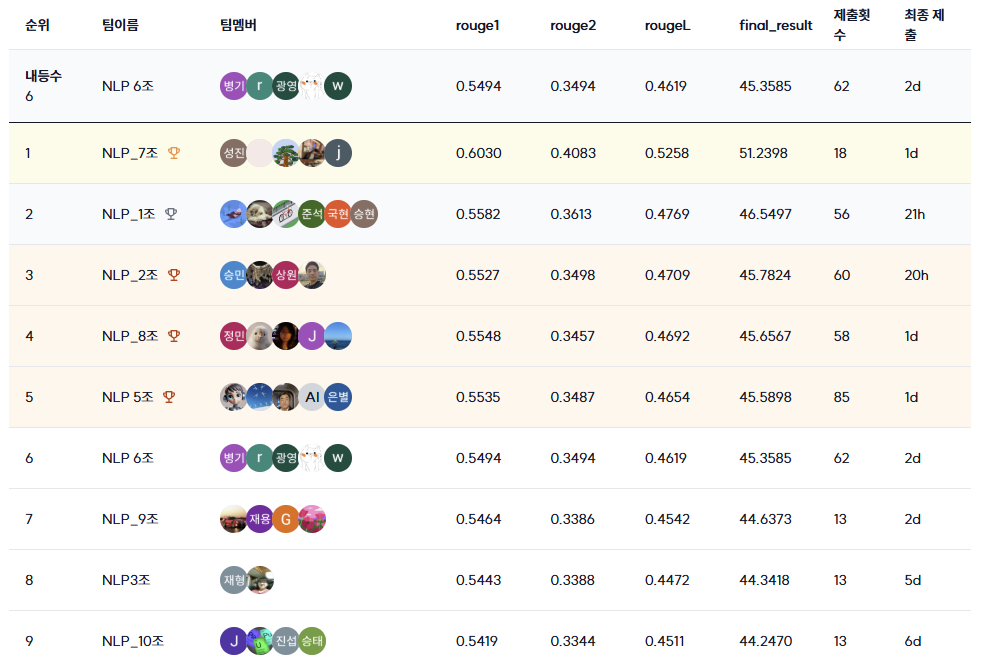 순위 팀이름 팀멤버 rouge1 rouge2 rougeL final_result 제출횟수 최종 제출
내등수 6 NLP 6조 병기 r 광영 w 0.5494 0.3494 0.4619 45.3585 62 2d
1 NLP_7조 성진 j 0.6030 0.4083 0.5258 51.2398 18 1d
2 NLP_1조 준석 국현 승현 0.5582 0.3613 0.4769 46.5497 56 21h
3 NLP_2조 승민 상원 0.5527 0.3498 0.4709 45.7824 60 20h
4 NLP_8조 정민 J 0.5548 0.3457 0.4692 45.6567 58 1d
5 NLP 5조 AI 은별 0.5535 0.3487 0.4654 45.5898 85 1d
6 NLP 6조 병기 r 광영 w 0.5494 0.3494 0.4619 45.3585 62 2d
7 NLP_9조 재용 G 0.5464 0.3386 0.4542 44.6373 13 2d
8 NLP3조 재형 0.5443 0.3388 0.4472 44.3418 13 5d
9 NLP_10조 J 진섭 승태 0.5419 0.3344 0.4511 44.2470 13 6d